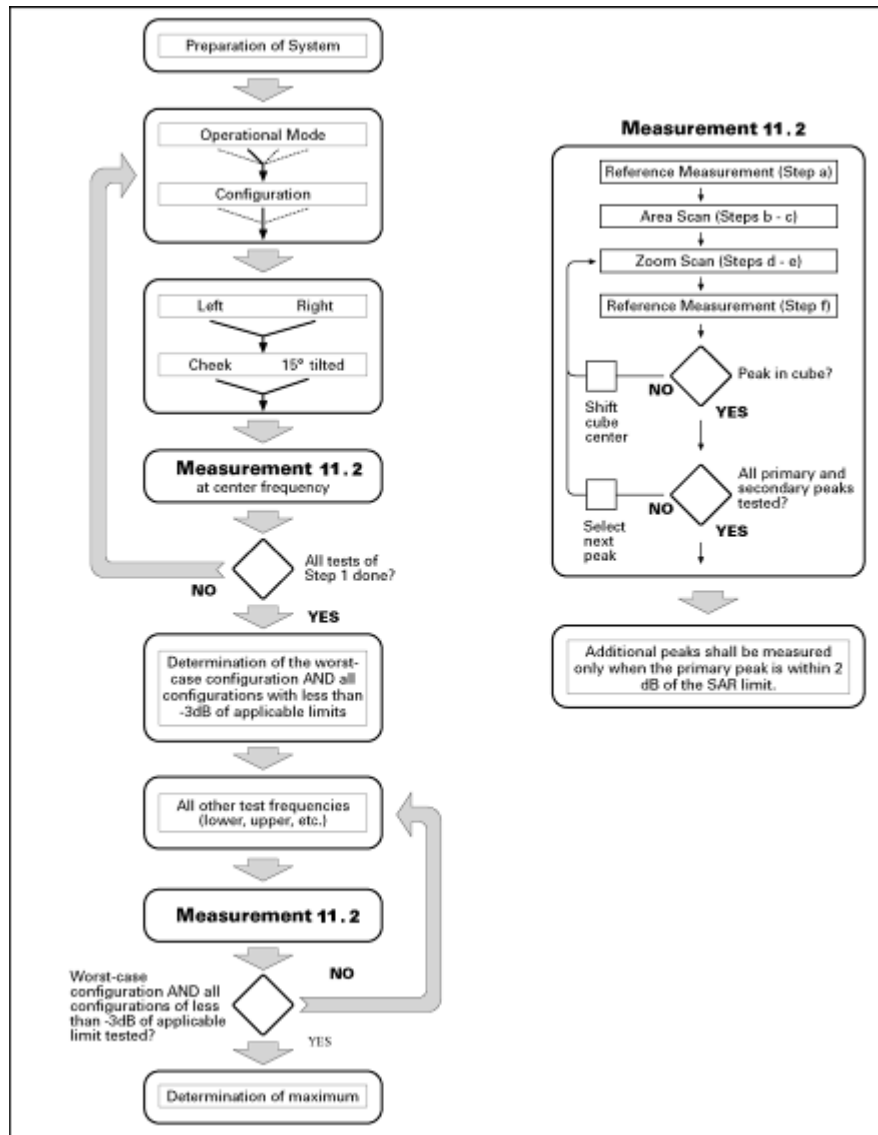 Preparation of System
Operational Mode
Configuration
Left Right
Cheek 15° tilted
Measurement 11.2
at center frequency
All tests of
Step 1 done?
NO
YES
Determination of the worst-
case configuration AND all
configurations with less than
-3dB of applicable limits
All other test frequencies
(lower, upper, etc.)
Measurement 11.2
NO
Worst-case
configuration AND all
configurations of less
than -3dB of applicable
limit tested?
YES
Determination of maximum
Measurement 11.2
Reference Measurement (Step a)
Area Scan (Steps b - c)
Zoom Scan (Steps d - e)
Reference Measurement (Step f)
Peak in cube?
NO
YES
Shift
cube
center
All primary and
secondary peaks
tested?
NO
YES
Select
next
peak
Additional peaks shall be measured
only when the primary peak is within 2
dB of the SAR limit.